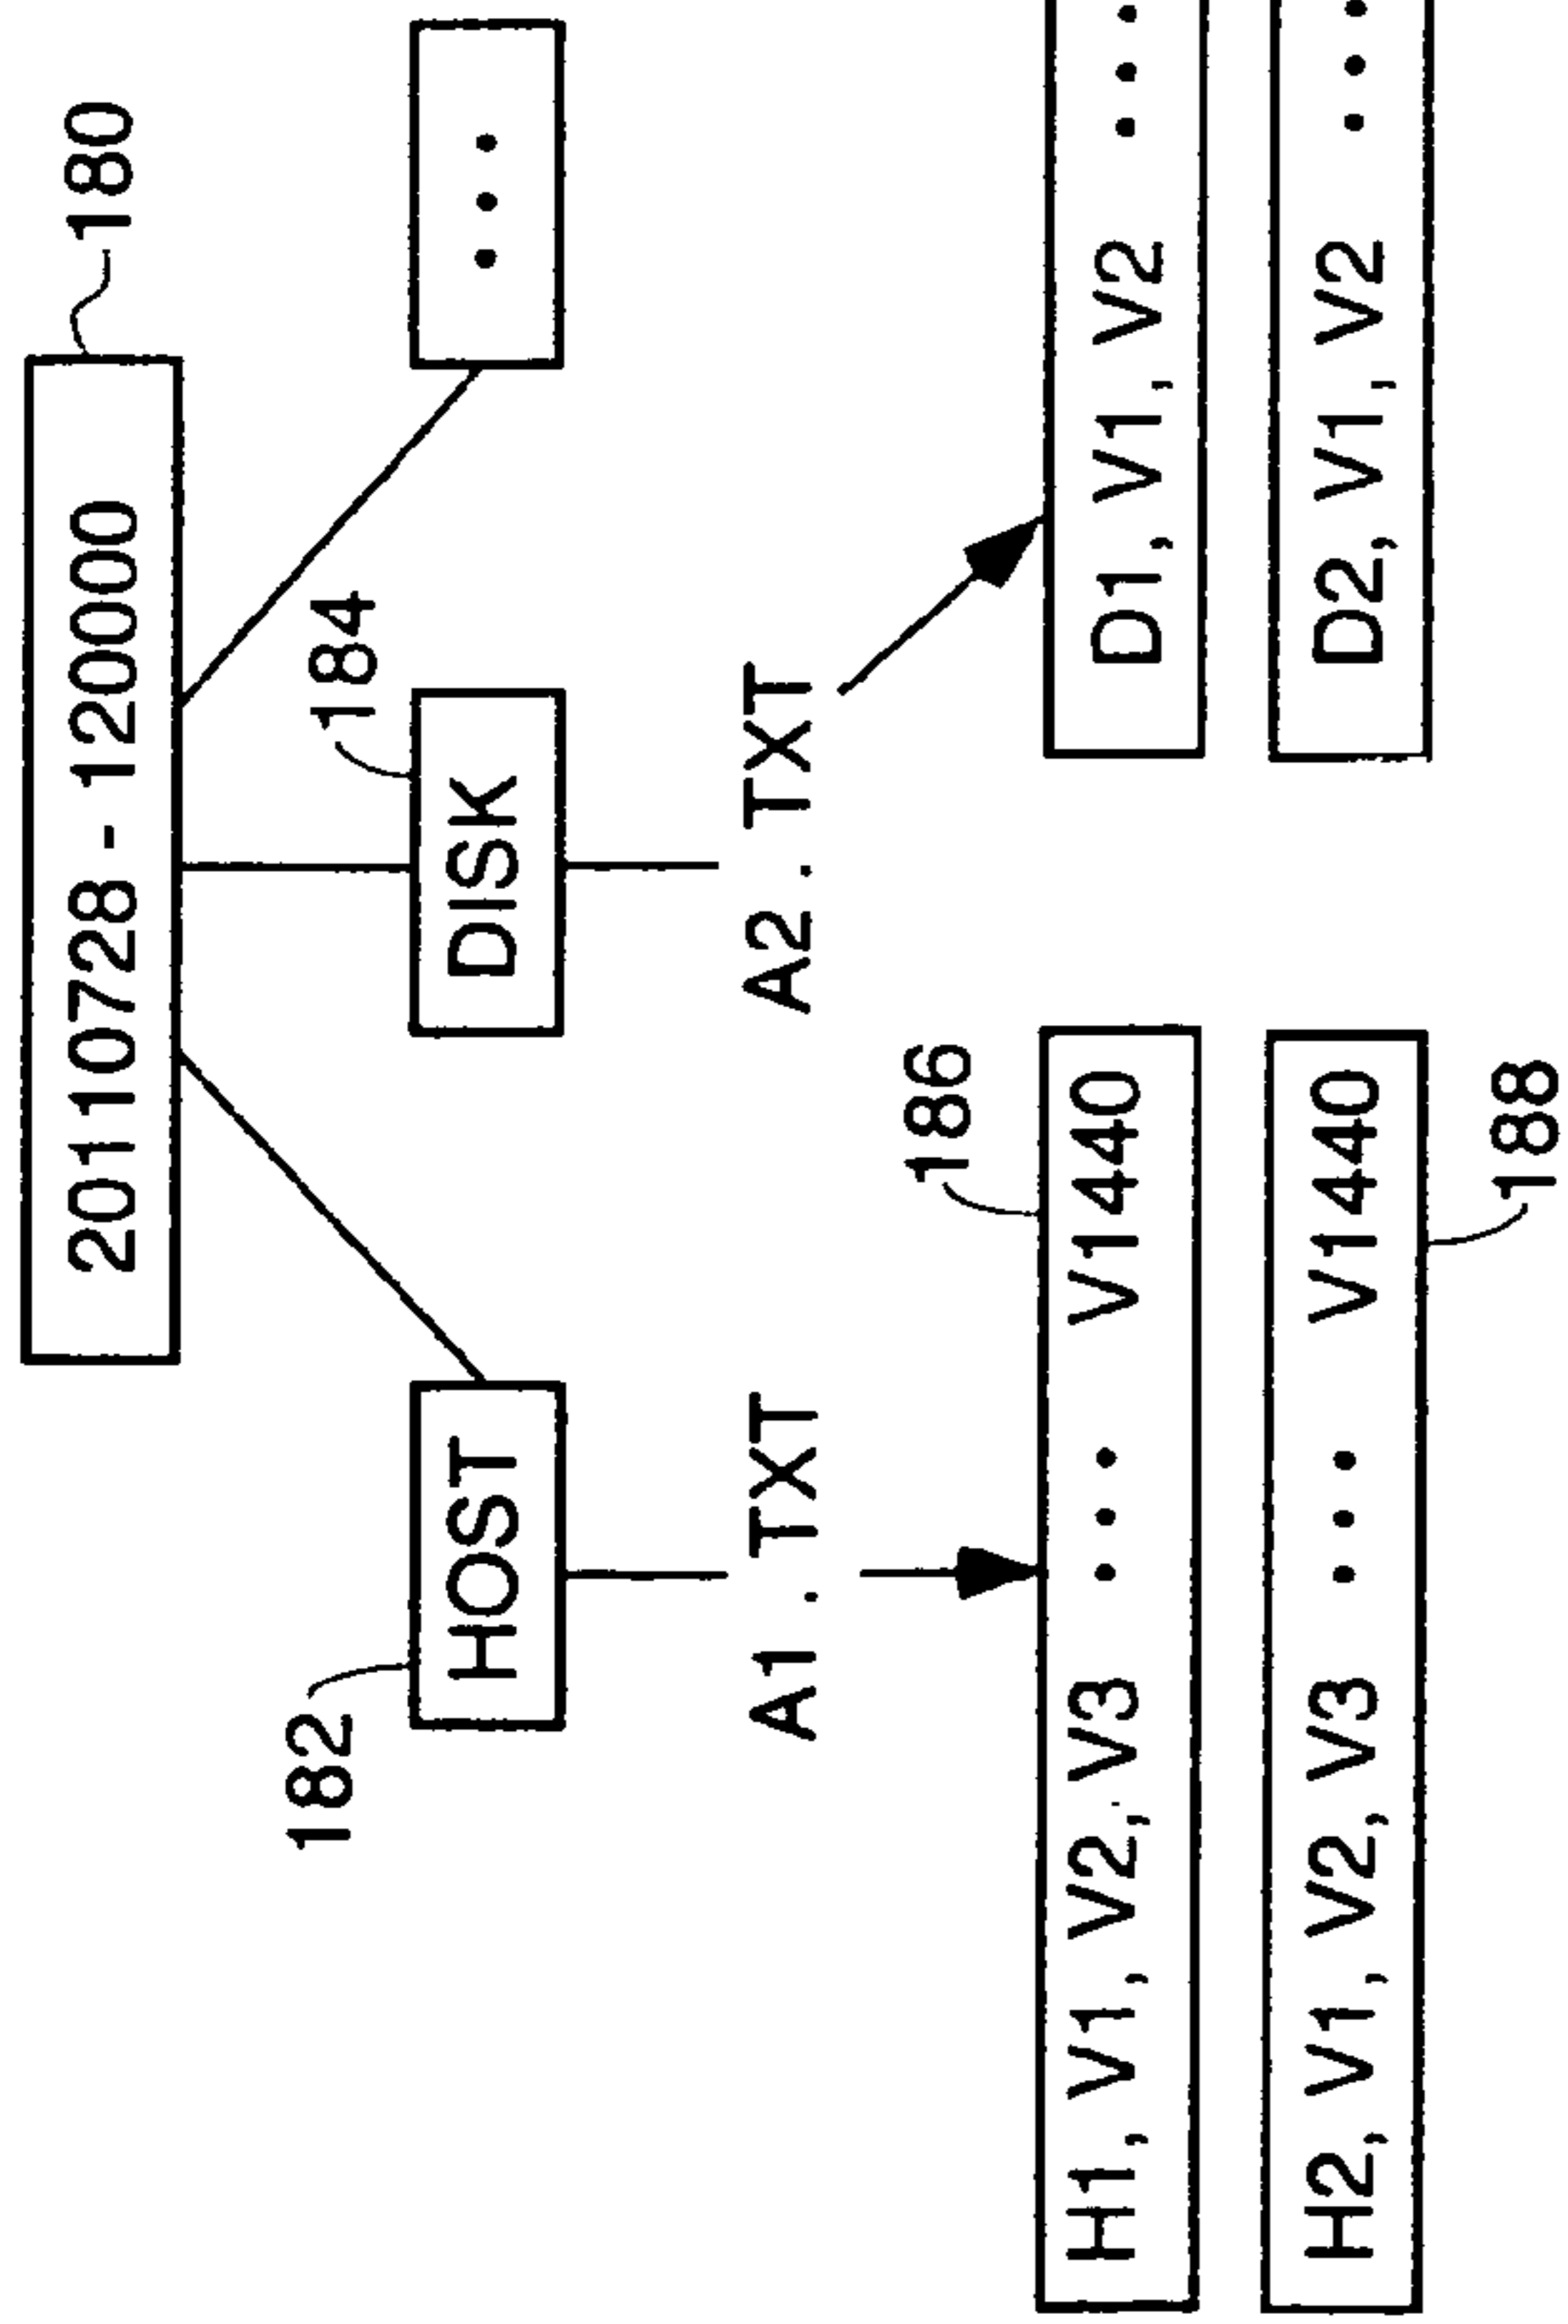 20110728 - 120000
180
182
HOST
184
DISK
• • •
A1 . TXT
A2 . TXT
186
H1, V1, V2, V3 • • • V1440
D1, V1, V2 • • •
H2, V1, V2, V3 • • • V1440
D2, V1, V2 • • •
188